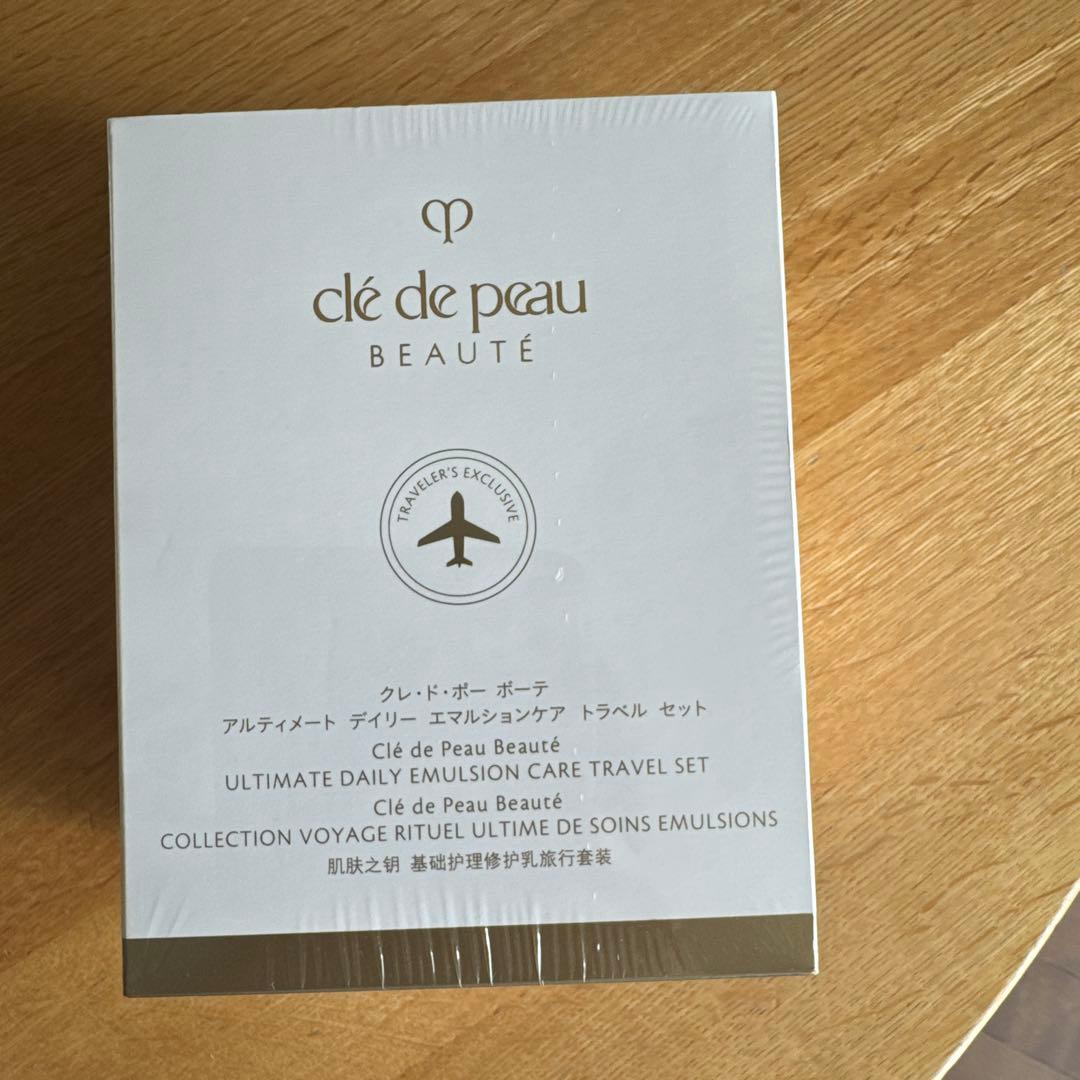 clé de peau
BEAUTÉ
TRAVELER'S EXCLUSIVE
クレ・ド・ポー ボーテ
アルティメート デイリー エマルションケア トラベル セット
Clé de Peau Beauté
ULTIMATE DAILY EMULSION CARE TRAVEL SET
Clé de Peau Beauté
COLLECTION VOYAGE RITUEL ULTIME DE SOINS EMULSIONS
肌肤之钥 基础护理修护乳旅行套装